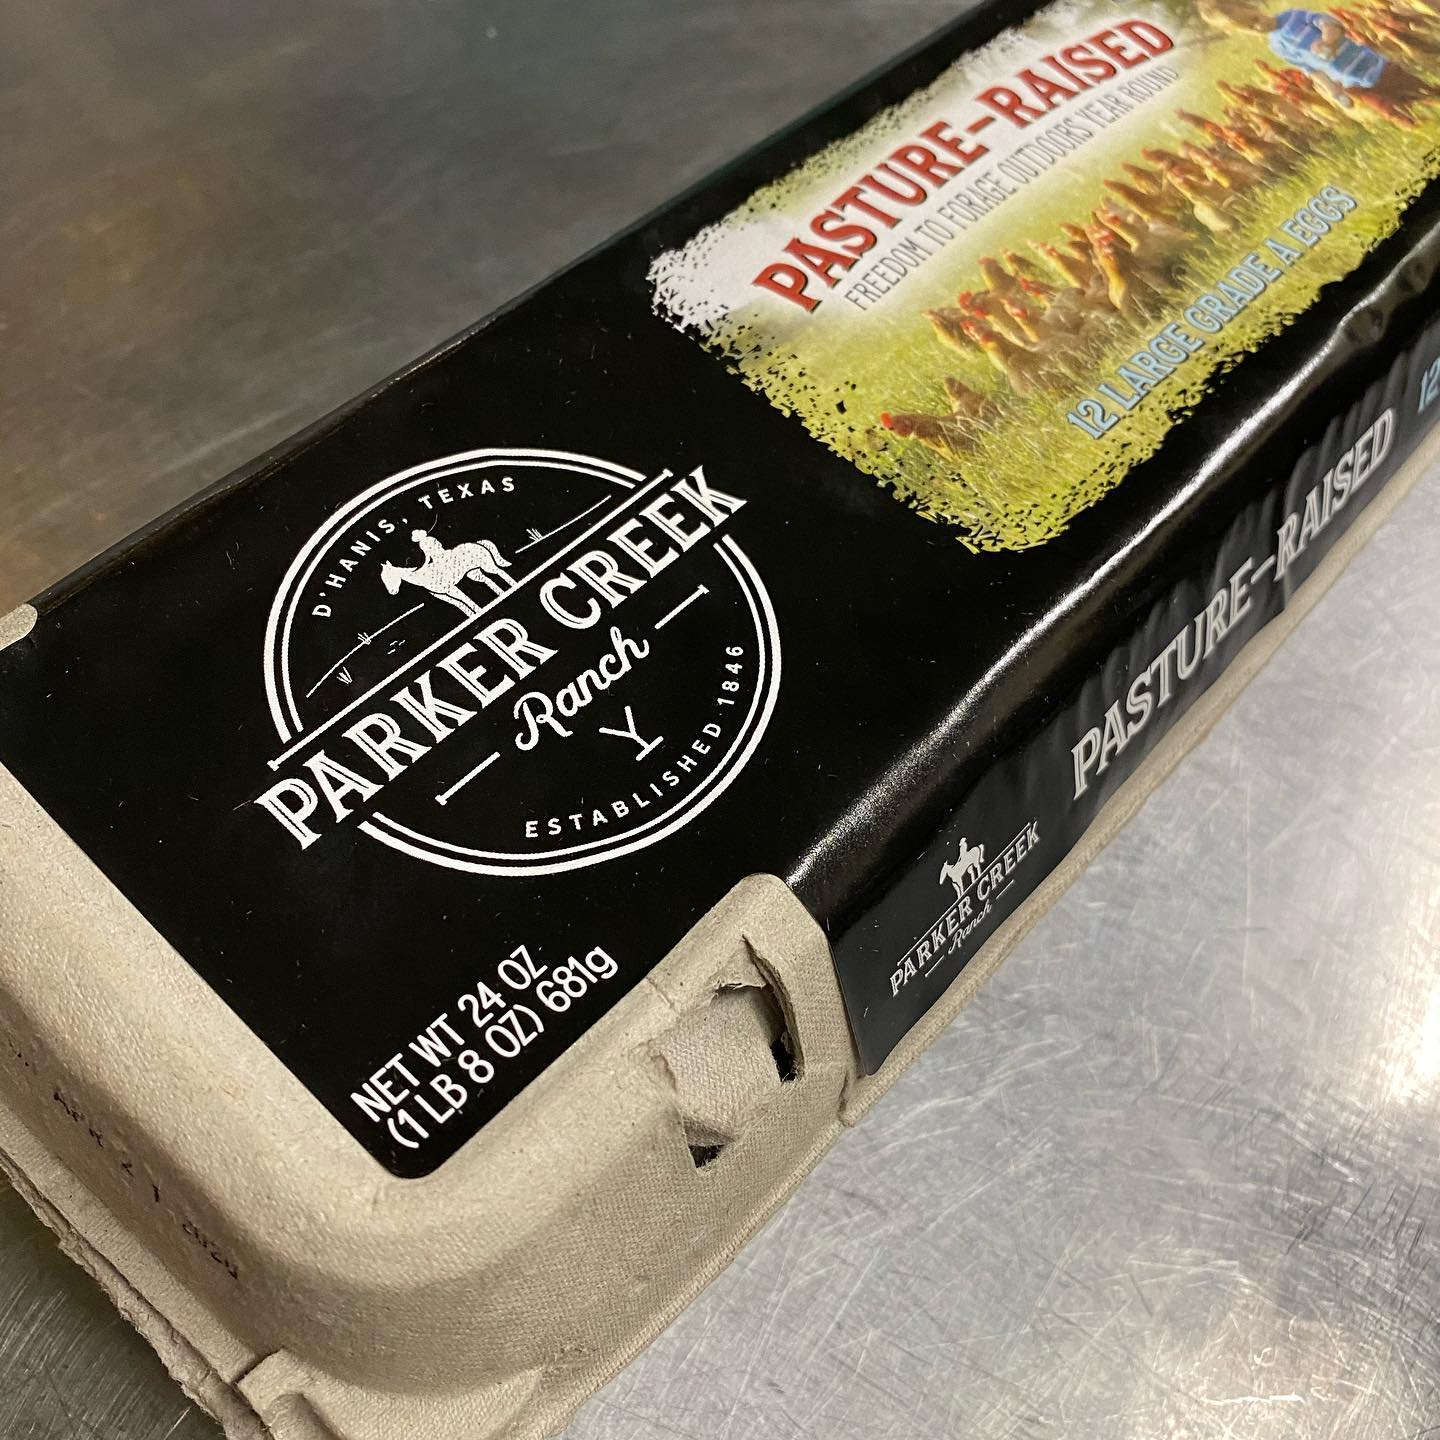 PASTURE-RAISED
FREEDOM TO FORAGE OUTDOORS YEAR ROUND
12 LARGE GRADE A EGGS
D'HANIS, TEXAS
PARKER CREEK
Ranch
ESTABLISHED 1846
NET WT 24 OZ
(1 LB 8 OZ) 681g
PASTURE-RAISED
12
PARKER CREEK
Ranch